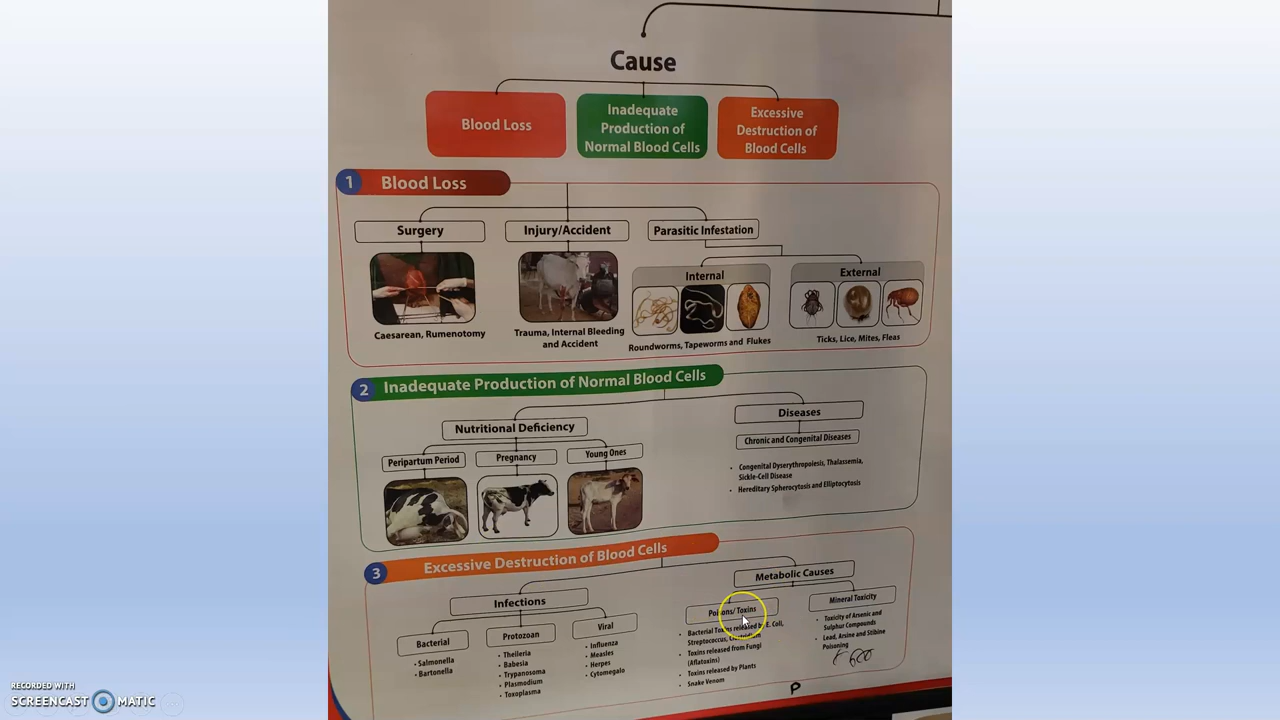 Cause
Blood Loss
Inadequate
Production of
Normal Blood Cells
Excessive
Destruction of
Blood Cells
1 Blood Loss
Surgery
Injury/Accident
Parasitic Infestation
Internal
External
Caesarean, Rumenotomy
Trauma, Internal Bleeding
and Accident
Roundworms, Tapeworms and Flukes
Ticks, Lice, Mites, Fleas
2 Inadequate Production of Normal Blood Cells
Nutritional Deficiency
Diseases
Peripartum Period
Pregnancy
Young Ones
Chronic and Congenital Diseases
• Congenital Dyserythropoiesis, Thalassemia,
Sickle-Cell Disease
• Hereditary Spherocytosis and Elliptocytosis
3 Excessive Destruction of Blood Cells
Infections
Metabolic Causes
Bacterial
• Salmonella
• Bartonella
Protozoan
• Theileria
• Babesia
• Trypanosoma
• Plasmodium
• Toxoplasma
Viral
• Influenza
• Measles
• Herpes
• Cytomegalo
Poisons/ Toxins
• Bacterial Toxins released by E. Coli,
Streptococcus, Clostridium
• Toxins released from Fungi
(Aflatoxins)
• Toxins released by Plants
• Snake Venom
Mineral Toxicity
• Toxicity of Arsenic and
Sulphur Compounds
• Lead, Arsine and Stibine
Poisoning
P
RECORDED WITH
SCREENCAST MATIC